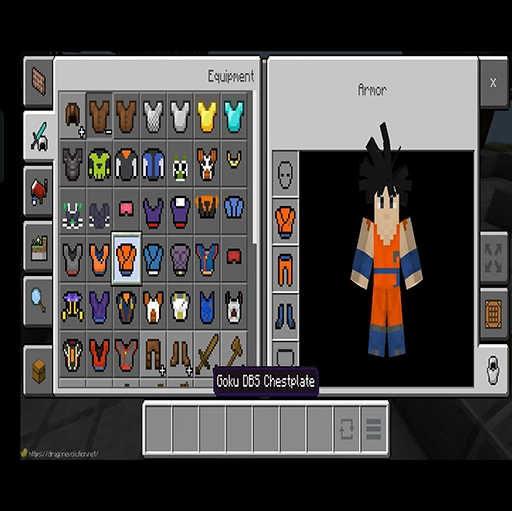 Equipment
Armor
X
Goku DBS Chestplate
https://dragonevolution.net/